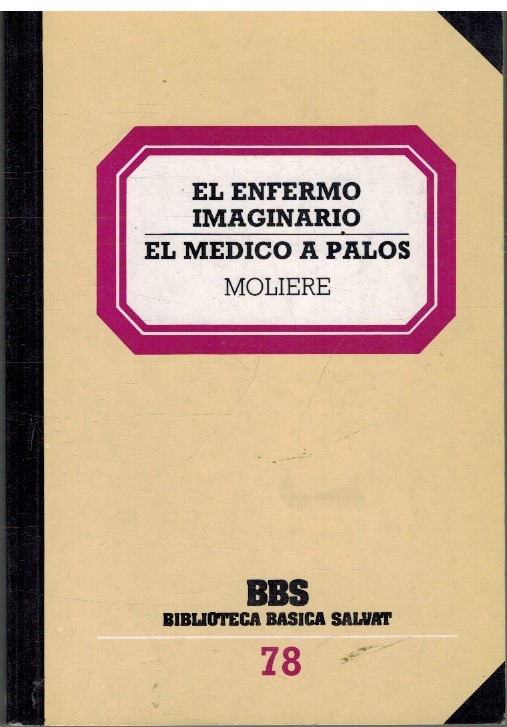 EL ENFERMO
IMAGINARIO
EL MEDICO A PALOS
MOLIERE
BBS
BIBLIOTECA BASICA SALVAT
78